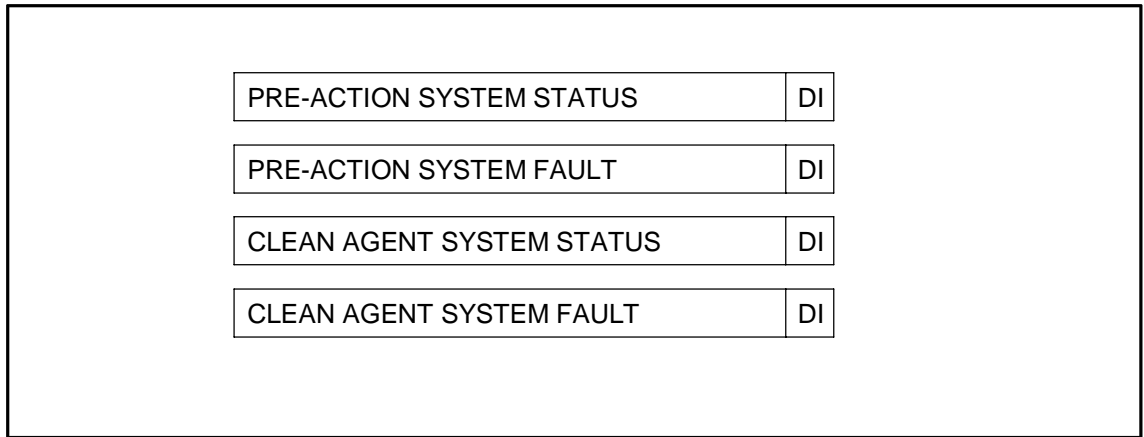 PRE-ACTION SYSTEM STATUS DI
PRE-ACTION SYSTEM FAULT DI
CLEAN AGENT SYSTEM STATUS DI
CLEAN AGENT SYSTEM FAULT DI